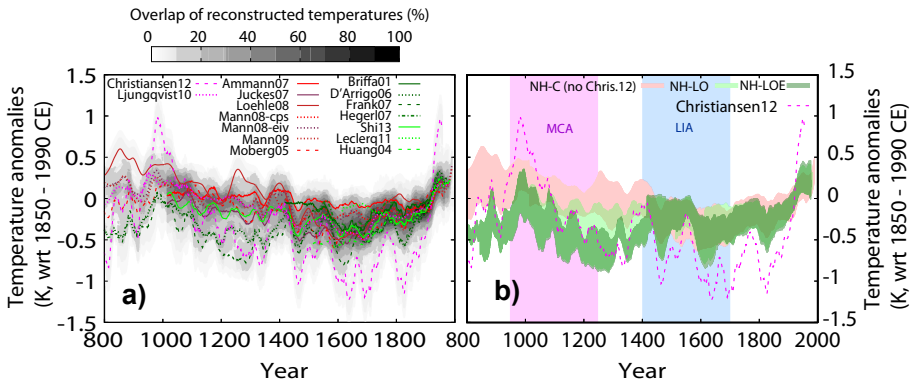 Overlap of reconstructed temperatures (%)
0 20 40 60 80 100
Temperature anomalies
(K, wrt 1850 - 1990 CE)
1.5
1
0.5
0
-0.5
-1
-1.5
Christiansen12
Ljungqvist10
Ammann07
Juckes07
Loehle08
Mann08-cps
Mann08-eiv
Mann09
Moberg05
Briffa01
D'Arrigo06
Frank07
Hegerl07
Shi13
Leclerq11
Huang04
a)
800 1000 1200 1400 1600 1800
Year
NH-C (no Chris.12) NH-LO NH-LOE
Christiansen12
MCA LIA
b)
800 1000 1200 1400 1600 1800 2000
Year
1.5
1
0.5
0
-0.5
-1
-1.5
Temperature anomalies
(K, wrt 1850 - 1990 CE)